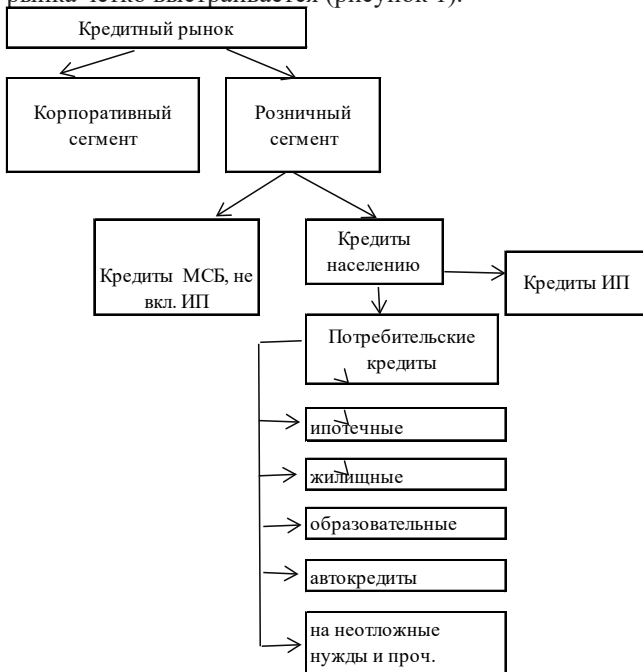 рынка четко выстраивается (рисунок 1).
Кредитный рынок
Корпоративный
сегмент
Розничный
сегмент
Кредиты МСБ, не
вкл. ИП
Кредиты
населению
Кредиты ИП
Потребительские
кредиты
ипотечные
жилищные
образовательные
автокредиты
на неотложные
нужды и проч.